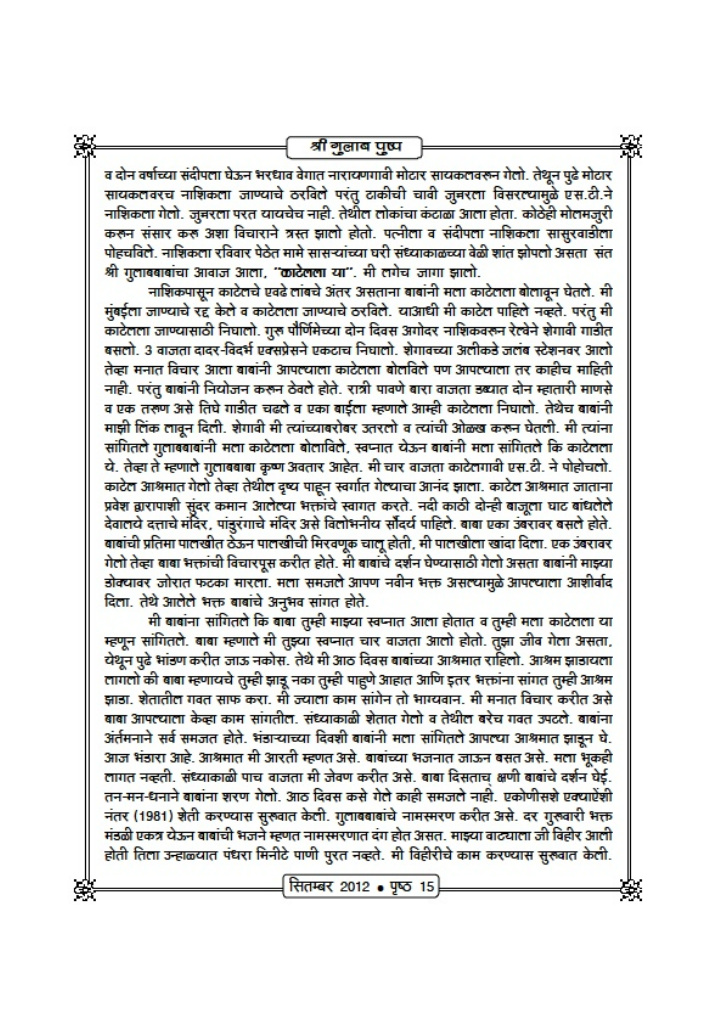 श्री गुलाब पुष्प
व दोन वर्षाच्या संदीपला घेऊन भरधाव वेगात नारायणगावी मोटार सायकलवरून गेलो. तेथून पुढे मोटार
सायकलवरच नाशिकला जाण्याचे ठरविले परंतु टाकीची चावी जुन्नरला विसरल्यामुळे एस.टी.ने
नाशिकला गेलो. जुन्नरला परत यायचेच नाही. तेथील लोकांचा कंटाळा आला होता. कोठेही मोलमजुरी
करून संसार करू अशा विचाराने त्रस्त झालो होतो. पत्नीला व संदीपला नाशिकला सासुरवाडीला
पोहचविले. नाशिकला रविवार पेठेत मामे सासऱ्यांच्या घरी संध्याकाळच्या वेळी शांत झोपलो असता संत
श्री गुलाबबाबांचा आवाज आला, “काटेलला या”. मी लगेच जागा झालो.
नाशिकपासून काटेलचे एवढे लांबचे अंतर असताना बाबांनी मला काटेलला बोलावून घेतले. मी
मुंबईला जाण्याचे रद्द केले व काटेलला जाण्याचे ठरविले. याआधी मी काटेल पाहिले नव्हते. परंतु मी
काटेलला जाण्यासाठी निघालो. गुरू पौर्णिमेच्या दोन दिवस अगोदर नाशिकवरून रेल्वेने शेगावी गाडीत
बसलो. 3 वाजता दादर-विदर्भ एक्सप्रेसने एकटाच निघालो. शेगावच्या अलीकडे जलंब स्टेशनवर आलो
तेव्हा मनात विचार आला बाबांनी आपल्याला काटेलला बोलविले पण आपल्याला तर काहीच माहिती
नाही. परंतु बाबांनी नियोजन करून ठेवले होते. रात्री पावणे बारा वाजता डब्यात दोन म्हातारी माणसे
व एक तरुण असे तिघे गाडीत चढले व एका बाईला म्हणाले आम्ही काटेलला निघालो. तेथेच बाबांनी
माझी लिंक लावून दिली. शेगावी मी त्यांच्याबरोबर उतरलो व त्यांची ओळख करून घेतली. मी त्यांना
सांगितले गुलाबबाबांनी मला काटेलला बोलाविले, स्वप्नात येऊन बाबांनी मला सांगितले कि काटेलला
ये. तेव्हा ते म्हणाले गुलाबबाबा कृष्ण अवतार आहेत. मी चार वाजता काटेलगावी एस.टी. ने पोहोचलो.
काटेल आश्रमात गेलो तेव्हा तेथील दृष्य पाहून स्वर्गात गेल्याचा आनंद झाला. काटेल आश्रमात जाताना
प्रवेश द्वारापाशी सुंदर कमान आलेल्या भक्तांचे स्वागत करते. नदी काठी दोन्ही बाजूला घाट बांधलेले
देवालये दत्ताचे मंदिर, पांडुरंगाचे मंदिर असे विलोभनीय सौंदर्य पाहिले. बाबा एका उंबरावर बसले होते.
बाबांची प्रतिमा पालखीत ठेऊन पालखीची मिरवणूक चालू होती, मी पालखीला खांदा दिला. एक उंबरावर
गेलो तेव्हा बाबा भक्तांची विचारपूस करीत होते. मी बाबांचे दर्शन घेण्यासाठी गेलो असता बाबांनी माझ्या
डोक्यावर जोरात फटका मारला. मला समजले आपण नवीन भक्त असल्यामुळे आपल्याला आशीर्वाद
दिला. तेथे आलेले भक्त बाबांचे अनुभव सांगत होते.
मी बाबांना सांगितले कि बाबा तुम्ही माझ्या स्वप्नात आला होतात व तुम्ही मला काटेलला या
म्हणून सांगितले. बाबा म्हणाले मी तुझ्या स्वप्नात चार वाजता आलो होतो. तुझा जीव गेला असता,
येथून पुढे भांडण करीत जाऊ नकोस. तेथे मी आठ दिवस बाबांच्या आश्रमात राहिलो. आश्रम झाडायला
लागलो की बाबा म्हणायचे तुम्ही झाडू नका तुम्ही पाहुणे आहात आणि इतर भक्तांना सांगत तुम्ही आश्रम
झाडा. शेतातील गवत साफ करा. मी ज्याला काम सांगेन तो भाग्यवान. मी मनात विचार करीत असे
बाबा आपल्याला केव्हा काम सांगतील. संध्याकाळी शेतात गेलो व तेथील बरेच गवत उपटले. बाबांना
अंर्तमनाने सर्व समजत होते. भंडाऱ्याच्या दिवशी बाबांनी मला सांगितले आपल्या आश्रमात झाडून घे.
आज भंडारा आहे. आश्रमात मी आरती म्हणत असे. बाबांच्या भजनात जाऊन बसत असे. मला भूकही
लागत नव्हती. संध्याकाळी पाच वाजता मी जेवण करीत असे. बाबा दिसताच् क्षणी बाबांचे दर्शन घेई.
तन-मन-धनाने बाबांना शरण गेलो. आठ दिवस कसे गेले काही समजले नाही. एकोणीसशे एक्याऐंशी
नंतर (1981) शेती करण्यास सुरुवात केली. गुलाबबाबांचे नामस्मरण करीत असे. दर गुरूवारी भक्त
मंडळी एकत्र येऊन बाबांची भजने म्हणत नामस्मरणात दंग होत असत. माझ्या वाट्याला जी विहीर आली
होती तिला उन्हाळ्यात पंधरा मिनीटे पाणी पुरत नव्हते. मी विहीरीचे काम करण्यास सुरुवात केली.
सितम्बर 2012 ● पृष्ठ 15